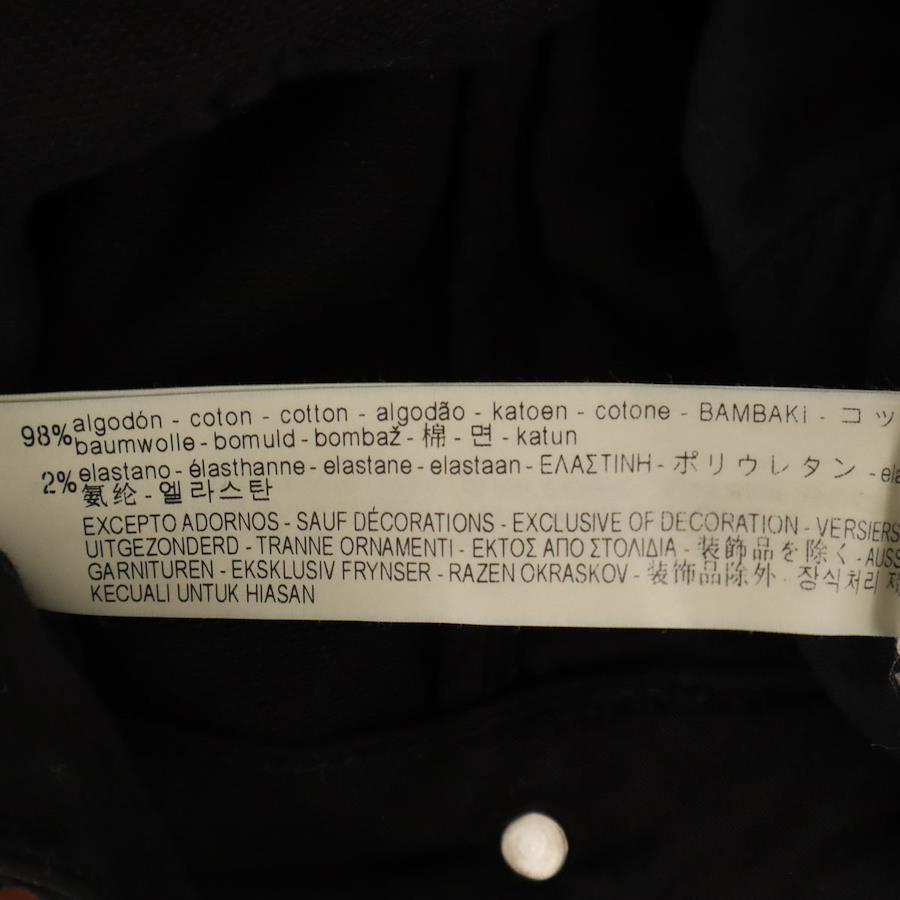 98% algodón - coton - cotton - algodão - katoen - cotone - BAMBAKI - コッ
baumwolle - bomuld - bombaž - 棉 - 면 - katun
2% elastano - élasthanne - elastane - elastaan - ΕΛΑΣΤΙΝΗ - ポリウレタン - ela
氨纶 - 엘라스탄
EXCEPTO ADORNOS - SAUF DÉCORATIONS - EXCLUSIVE OF DECORATION - VERSIERS
UITGEZONDERD - TRANNE ORNAMENTI - ΕΚΤΟΣ ΑΠΟ ΣΤΟΛΙΔΙΑ - 装飾品を除く - AUSS
GARNITUREN - EKSKLUSIV FRYNSER - RAZEN OKRASKOV - 装饰品除外 - 장식처리
KECUALI UNTUK HIASAN